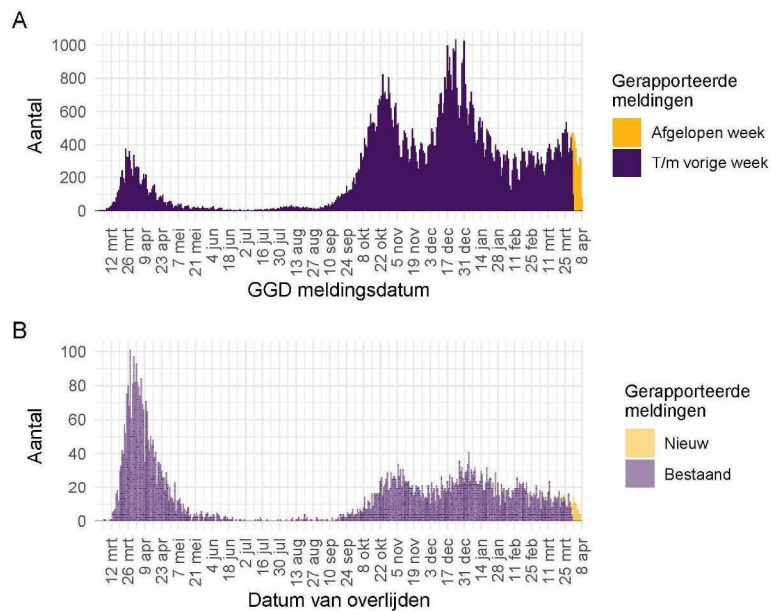 A
Aantal
1000
800
600
400
200
0
12 mrt
26 mrt
9 apr
23 apr
7 mei
21 mei
4 jun
18 jun
2 jul
16 jul
30 jul
13 aug
27 aug
10 sep
24 sep
8 okt
22 okt
5 nov
19 nov
3 dec
17 dec
31 dec
14 jan
28 jan
11 feb
25 feb
11 mrt
25 mrt
8 apr
GGD meldingsdatum
Gerapporteerde
meldingen
Afgelopen week
T/m vorige week
B
Aantal
100
80
60
40
20
0
12 mrt
26 mrt
9 apr
23 apr
7 mei
21 mei
4 jun
18 jun
2 jul
16 jul
30 jul
13 aug
27 aug
10 sep
24 sep
8 okt
22 okt
5 nov
19 nov
3 dec
17 dec
31 dec
14 jan
28 jan
11 feb
25 feb
11 mrt
25 mrt
8 apr
Datum van overlijden
Gerapporteerde
meldingen
Nieuw
Bestaand